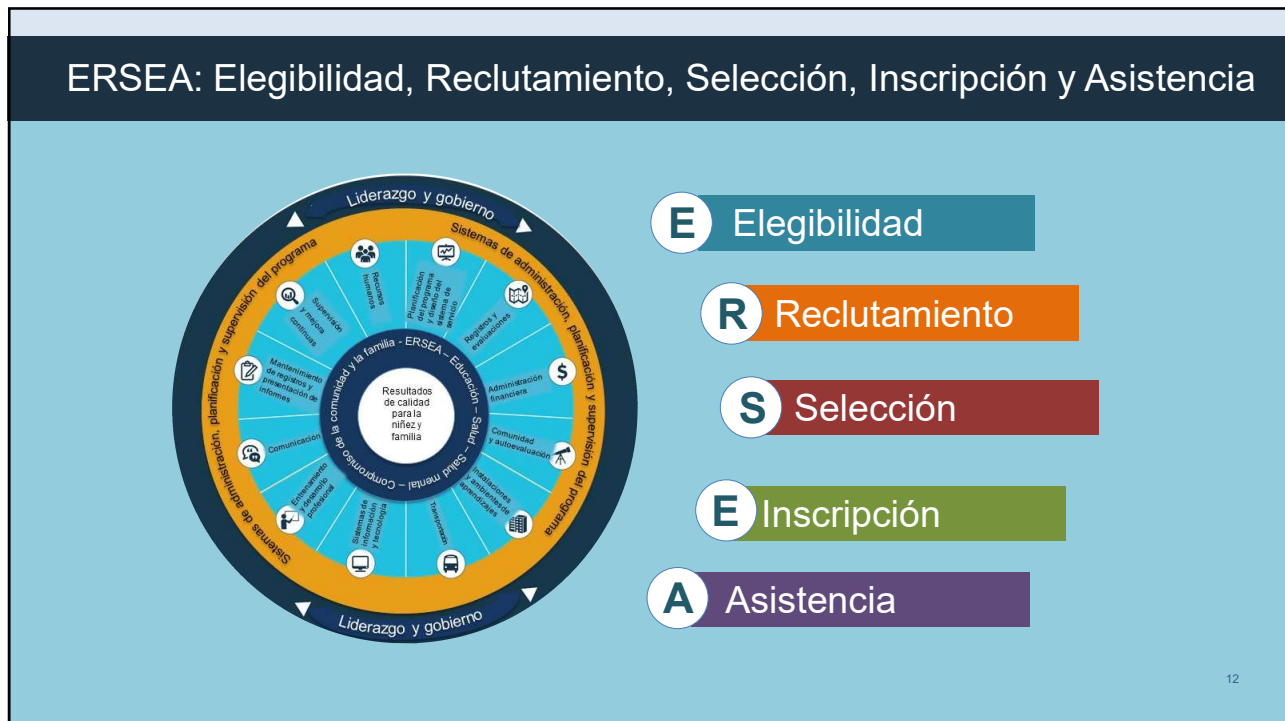 ERSEA: Elegibilidad, Reclutamiento, Selección, Inscripción y Asistencia
Liderazgo y gobierno
Sistemas de administración, planificación y supervisión del programa
Sistemas de administración, planificación y supervisión del programa
Recursos
humanos
Planificación
del programa
y diseño del
sistema de
servicio
Registros y
evaluaciones
$
Administración
financiera
Comunidad
y autoevaluación
Instalaciones
y ambientes de
aprendizajes
Transportación
Sistemas de
información
y tecnología
Entrenamiento
y desarrollo
profesional
Comunicación
Mantenimiento
de registros y
presentación de
informes
Supervisión
y mejora
continuas
ERSEA – Educación – Salud – Salud mental – Compromiso de la comunidad y la familia -
Resultados
de calidad
para la
niñez y
familia
Liderazgo y gobierno
E Elegibilidad
R Reclutamiento
S Selección
E Inscripción
A Asistencia
12